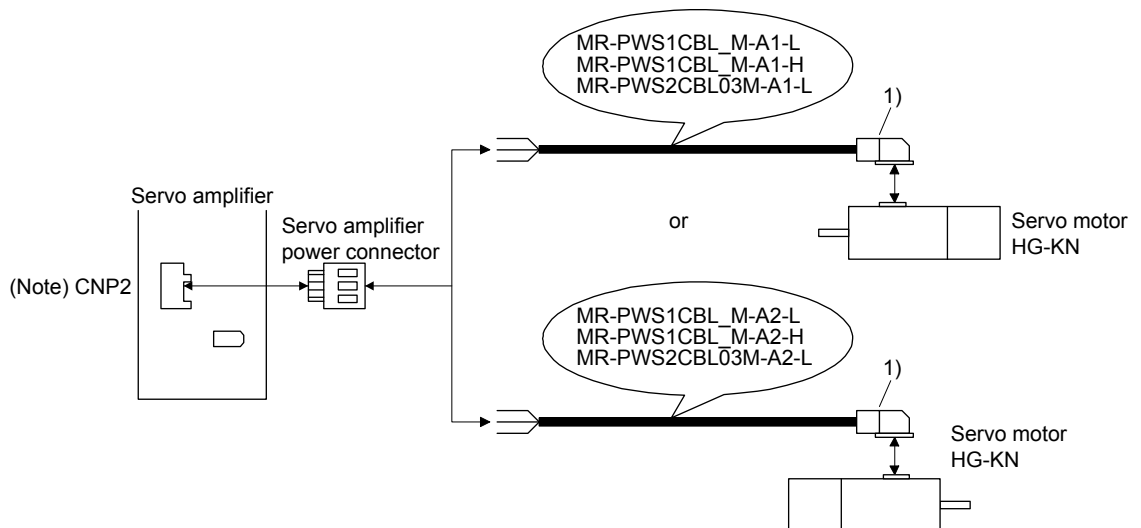 MR-PWS1CBL_M-A1-L
MR-PWS1CBL_M-A1-H
MR-PWS2CBL03M-A1-L
1)
Servo amplifier
Servo amplifier
power connector
or
Servo motor
HG-KN
(Note) CNP2
MR-PWS1CBL_M-A2-L
MR-PWS1CBL_M-A2-H
MR-PWS2CBL03M-A2-L
1)
Servo motor
HG-KN